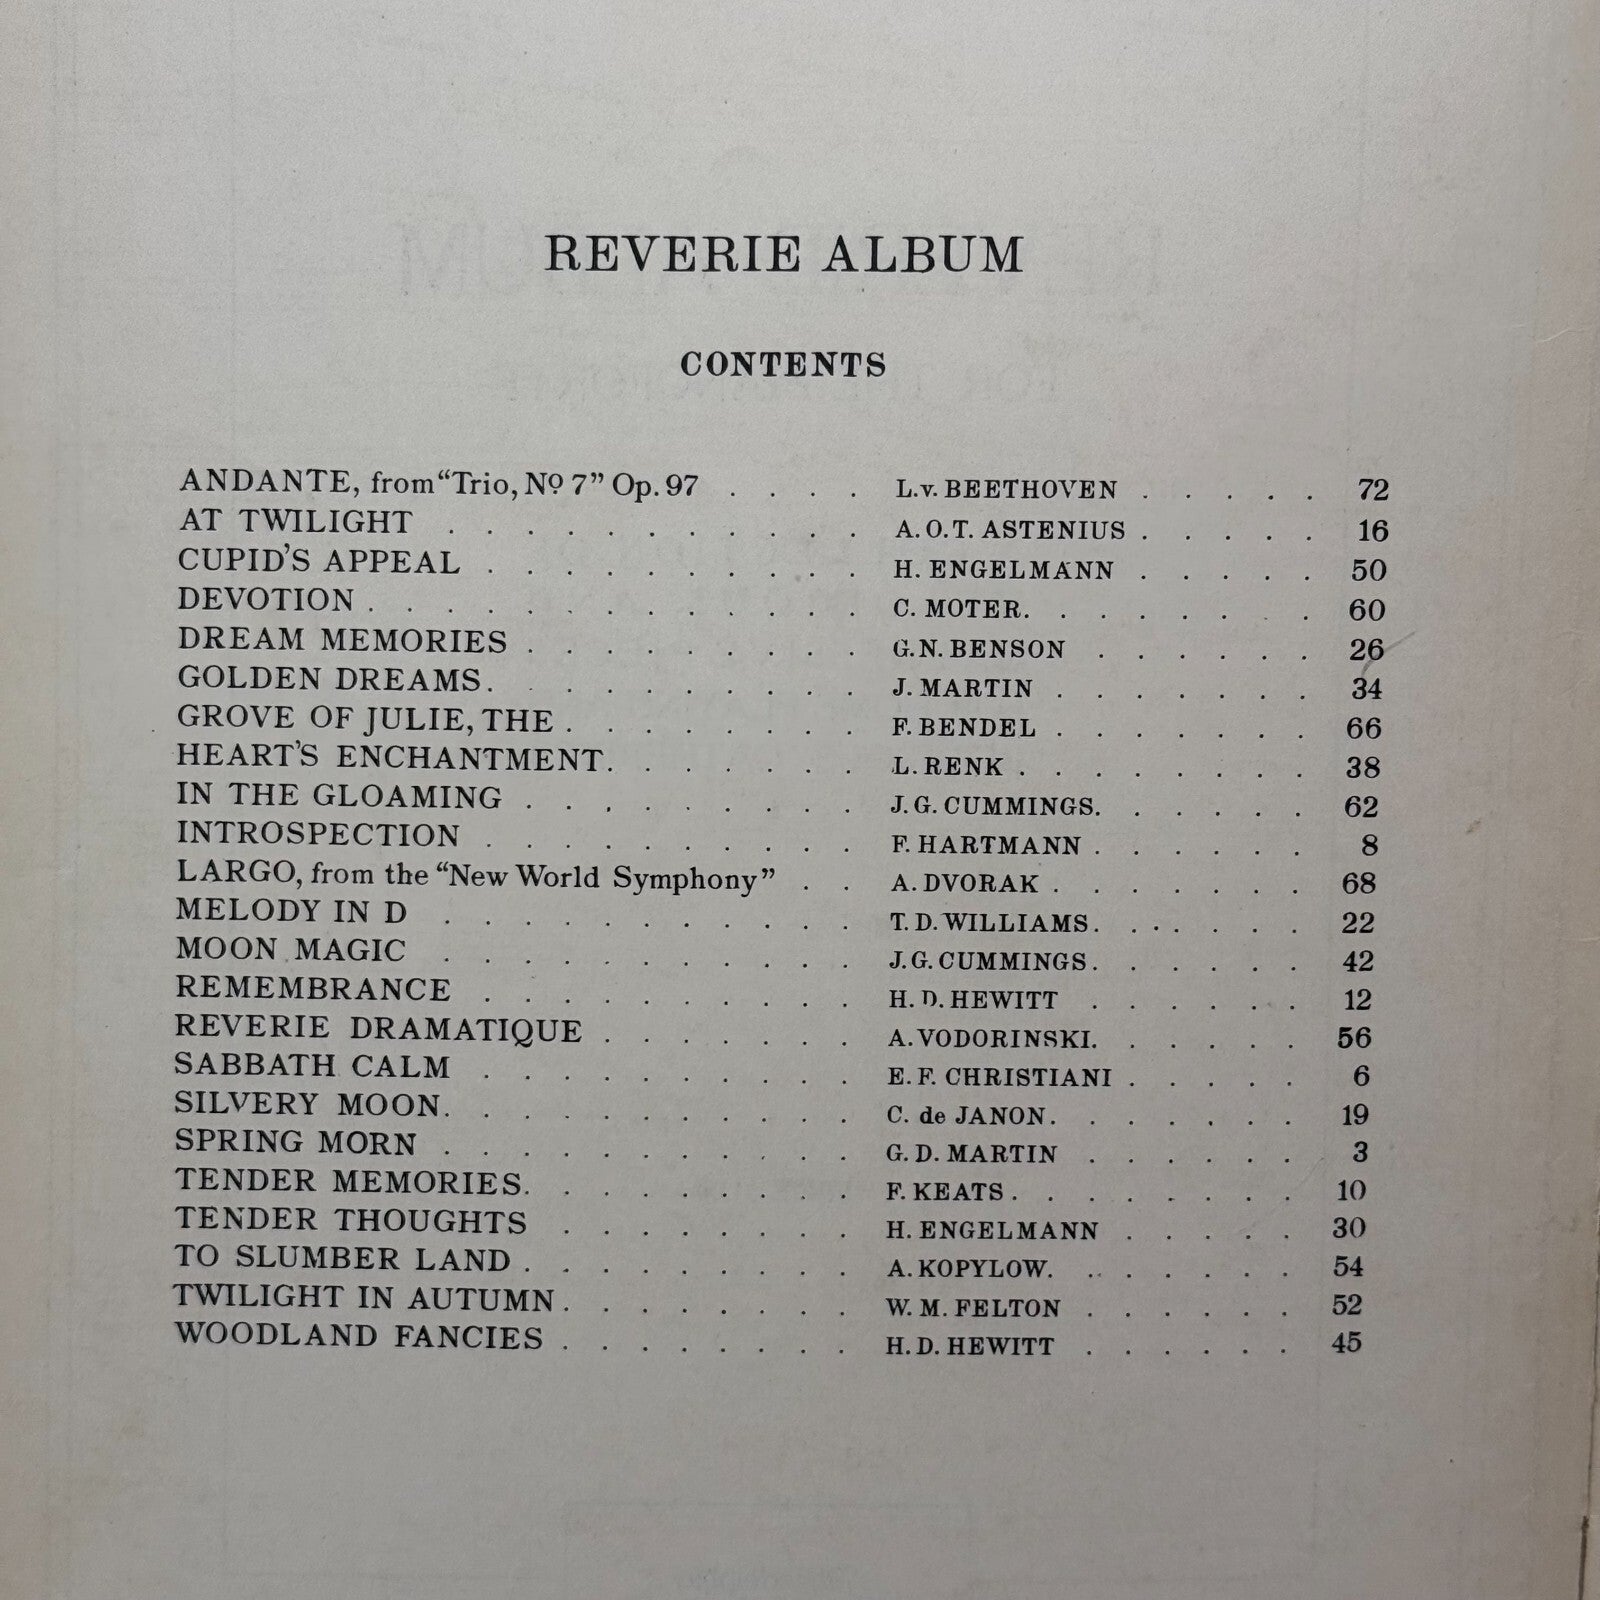 REVERIE ALBUM
CONTENTS
ANDANTE, from "Trio, No 7" Op. 97 . . . . L. v. BEETHOVEN . . . . . 72
AT TWILIGHT . . . . . . . . . . . A. O. T. ASTENIUS . . . . . 16
CUPID'S APPEAL . . . . . . . . . . H. ENGELMANN . . . . . 50
DEVOTION . . . . . . . . . . . . . C. MOTER . . . . . . . 60
DREAM MEMORIES . . . . . . . . . G. N. BENSON . . . . . . 26
GOLDEN DREAMS . . . . . . . . . . J. MARTIN . . . . . . . 34
GROVE OF JULIE, THE . . . . . . . . F. BENDEL . . . . . . . 66
HEART'S ENCHANTMENT . . . . . . . L. RENK . . . . . . . . 38
IN THE GLOAMING . . . . . . . . . J. G. CUMMINGS . . . . . . 62
INTROSPECTION . . . . . . . . . . F. HARTMANN . . . . . . 8
LARGO, from the "New World Symphony" . . A. DVORAK . . . . . . . 68
MELODY IN D . . . . . . . . . . . T. D. WILLIAMS . . . . . . 22
MOON MAGIC . . . . . . . . . . . J. G. CUMMINGS . . . . . . 42
REMEMBRANCE . . . . . . . . . . H. D. HEWITT . . . . . . 12
REVERIE DRAMATIQUE . . . . . . . A. VODORINSKI . . . . . . 56
SABBATH CALM . . . . . . . . . . E. F. CHRISTIANI . . . . . 6
SILVERY MOON . . . . . . . . . . . C. de JANON . . . . . . . 19
SPRING MORN . . . . . . . . . . . G. D. MARTIN . . . . . . 3
TENDER MEMORIES . . . . . . . . . F. KEATS . . . . . . . . 10
TENDER THOUGHTS . . . . . . . . H. ENGELMANN . . . . . 30
TO SLUMBER LAND . . . . . . . . . A. KOPYLOW . . . . . . . 54
TWILIGHT IN AUTUMN . . . . . . . . W. M. FELTON . . . . . . 52
WOODLAND FANCIES . . . . . . . . H. D. HEWITT . . . . . . 45